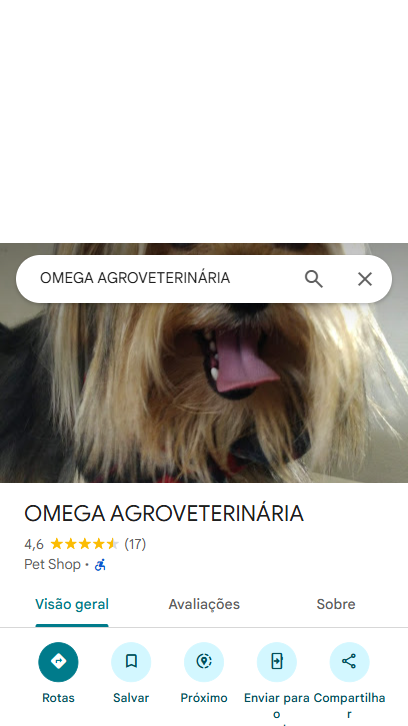 OMEGA AGROVETERINÁRIA
OMEGA AGROVETERINÁRIA
4,6 (17)
Pet Shop ·
Visão geral Avaliações Sobre
Rotas Salvar Próximo Enviar para o Compartilhar